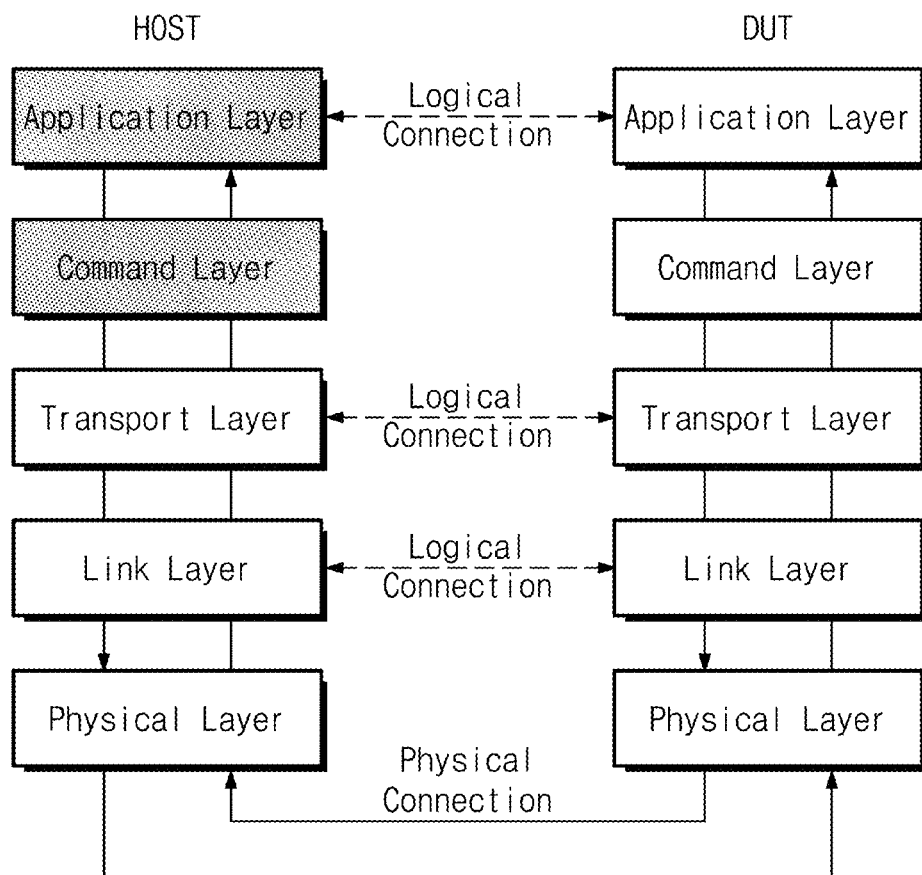 HOST
DUT
Application Layer
Logical
Connection
Application Layer
Command Layer
Command Layer
Transport Layer
Logical
Connection
Transport Layer
Link Layer
Logical
Connection
Link Layer
Physical Layer
Physical
Connection
Physical Layer